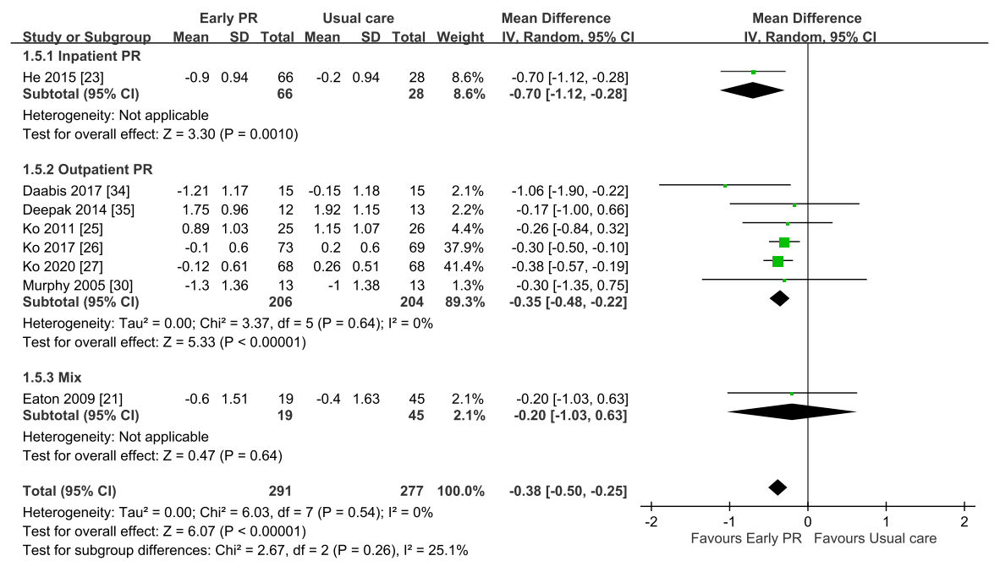 Early PR Usual care Mean Difference Mean Difference
Study or Subgroup Mean SD Total Mean SD Total Weight IV, Random, 95% CI IV, Random, 95% CI
1.5.1 Inpatient PR
He 2015 [23] -0.9 0.94 66 -0.2 0.94 28 8.6% -0.70 [-1.12, -0.28]
Subtotal (95% CI) 66 28 8.6% -0.70 [-1.12, -0.28]
Heterogeneity: Not applicable
Test for overall effect: Z = 3.30 (P = 0.0010)
1.5.2 Outpatient PR
Daabis 2017 [34] -1.21 1.17 15 -0.15 1.18 15 2.1% -1.06 [-1.90, -0.22]
Deepak 2014 [35] 1.75 0.96 12 1.92 1.15 13 2.2% -0.17 [-1.00, 0.66]
Ko 2011 [25] 0.89 1.03 25 1.15 1.07 26 4.4% -0.26 [-0.84, 0.32]
Ko 2017 [26] -0.1 0.6 73 0.2 0.6 69 37.9% -0.30 [-0.50, -0.10]
Ko 2020 [27] -0.12 0.61 68 0.26 0.51 68 41.4% -0.38 [-0.57, -0.19]
Murphy 2005 [30] -1.3 1.36 13 -1 1.38 13 1.3% -0.30 [-1.35, 0.75]
Subtotal (95% CI) 206 204 89.3% -0.35 [-0.48, -0.22]
Heterogeneity: Tau² = 0.00; Chi² = 3.37, df = 5 (P = 0.64); I² = 0%
Test for overall effect: Z = 5.33 (P < 0.00001)
1.5.3 Mix
Eaton 2009 [21] -0.6 1.51 19 -0.4 1.63 45 2.1% -0.20 [-1.03, 0.63]
Subtotal (95% CI) 19 45 2.1% -0.20 [-1.03, 0.63]
Heterogeneity: Not applicable
Test for overall effect: Z = 0.47 (P = 0.64)
Total (95% CI) 291 277 100.0% -0.38 [-0.50, -0.25]
Heterogeneity: Tau² = 0.00; Chi² = 6.03, df = 7 (P = 0.54); I² = 0%
Test for overall effect: Z = 6.07 (P < 0.00001)
Test for subgroup differences: Chi² = 2.67, df = 2 (P = 0.26), I² = 25.1%
-2 -1 0 1 2
Favours Early PR Favours Usual care